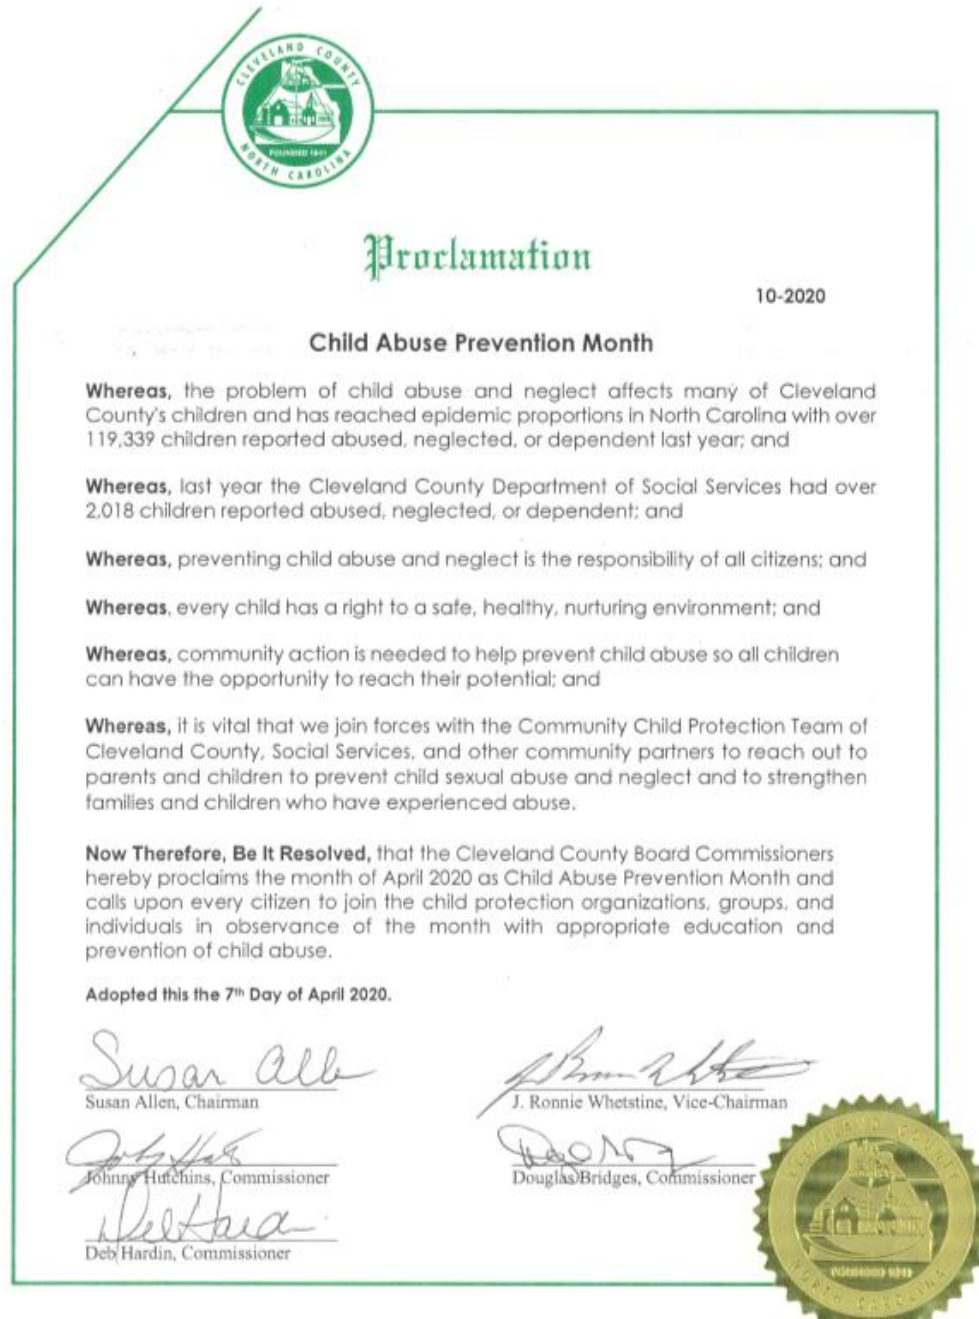 CLEVELAND COUNTY
FOUNDED 1841
NORTH CAROLINA
Proclamation
10-2020
Child Abuse Prevention Month
Whereas, the problem of child abuse and neglect affects many of Cleveland
County's children and has reached epidemic proportions in North Carolina with over
119,339 children reported abused, neglected, or dependent last year; and
Whereas, last year the Cleveland County Department of Social Services had over
2,018 children reported abused, neglected, or dependent; and
Whereas, preventing child abuse and neglect is the responsibility of all citizens; and
Whereas, every child has a right to a safe, healthy, nurturing environment; and
Whereas, community action is needed to help prevent child abuse so all children
can have the opportunity to reach their potential; and
Whereas, it is vital that we join forces with the Community Child Protection Team of
Cleveland County, Social Services, and other community partners to reach out to
parents and children to prevent child sexual abuse and neglect and to strengthen
families and children who have experienced abuse.
Now Therefore, Be It Resolved, that the Cleveland County Board Commissioners
hereby proclaims the month of April 2020 as Child Abuse Prevention Month and
calls upon every citizen to join the child protection organizations, groups, and
individuals in observance of the month with appropriate education and
prevention of child abuse.
Adopted this the 7th Day of April 2020.
Susan Alle
Susan Allen, Chairman
J. Ronnie Whetstine, Vice-Chairman
Johnny Hutchins, Commissioner
Douglas Bridges, Commissioner
Deb Hardin, Commissioner
CLEVELAND COUNTY
NORTH CAROLINA